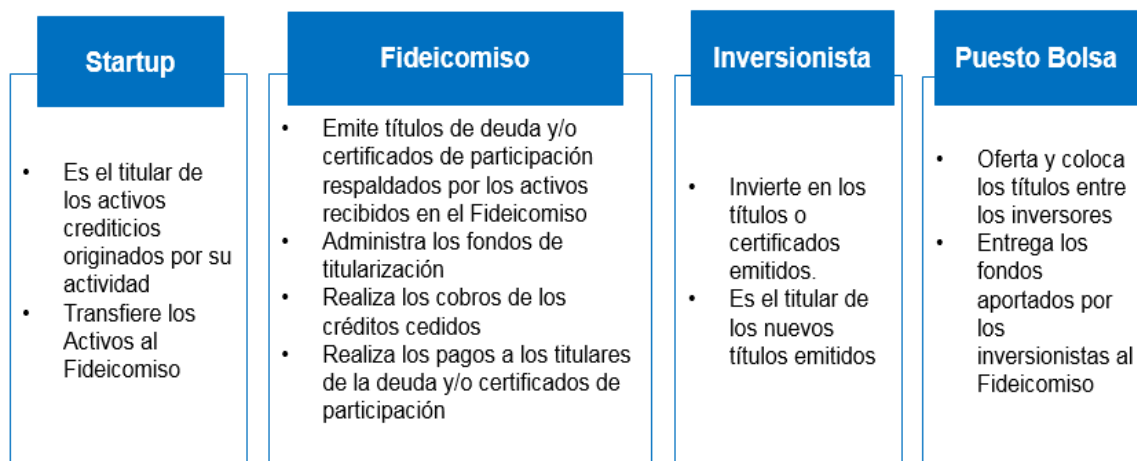 Startup
• Es el titular de
los activos
crediticios
originados por su
actividad
• Transfiere los
Activos al
Fideicomiso
Fideicomiso
• Emite títulos de deuda y/o
certificados de participación
respaldados por los activos
recibidos en el Fideicomiso
• Administra los fondos de
titularización
• Realiza los cobros de los
créditos cedidos
• Realiza los pagos a los titulares
de la deuda y/o certificados de
participación
Inversionista
• Invierte en los
títulos o
certificados
emitidos.
• Es el titular de
los nuevos
títulos emitidos
Puesto Bolsa
• Oferta y coloca
los títulos entre
los inversores
• Entrega los
fondos
aportados por
los
inversionistas al
Fideicomiso